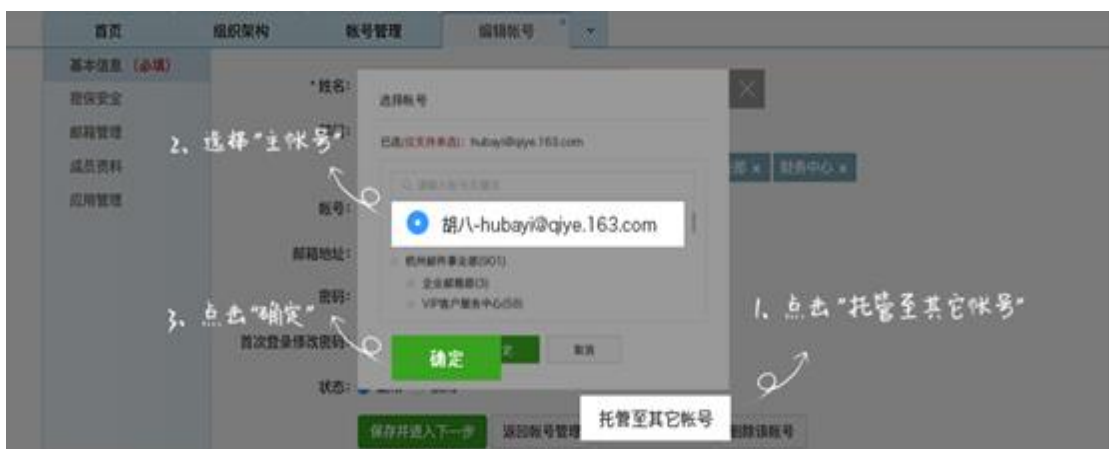 首页 组织架构 帐号管理 编辑帐号
基本信息 (必填)
担保安全
邮箱管理
成员资料
应用管理
*姓名:
选择帐号
已选(仅支持单选): hubayi@qiye.163.com
2、选择"主帐号"
财务中心 ×
帐号:
胡八-hubayi@qiye.163.com
邮箱地址:
杭州邮件事业部(901)
企业邮箱部(3)
VIP客户服务中心(58)
密码:
3、点击"确定"
1、点击"托管至其它帐号"
首次登录修改密码:
确定 取消
状态:
托管至其它帐号
保存并进入下一步 返回帐号管理 删除该帐号